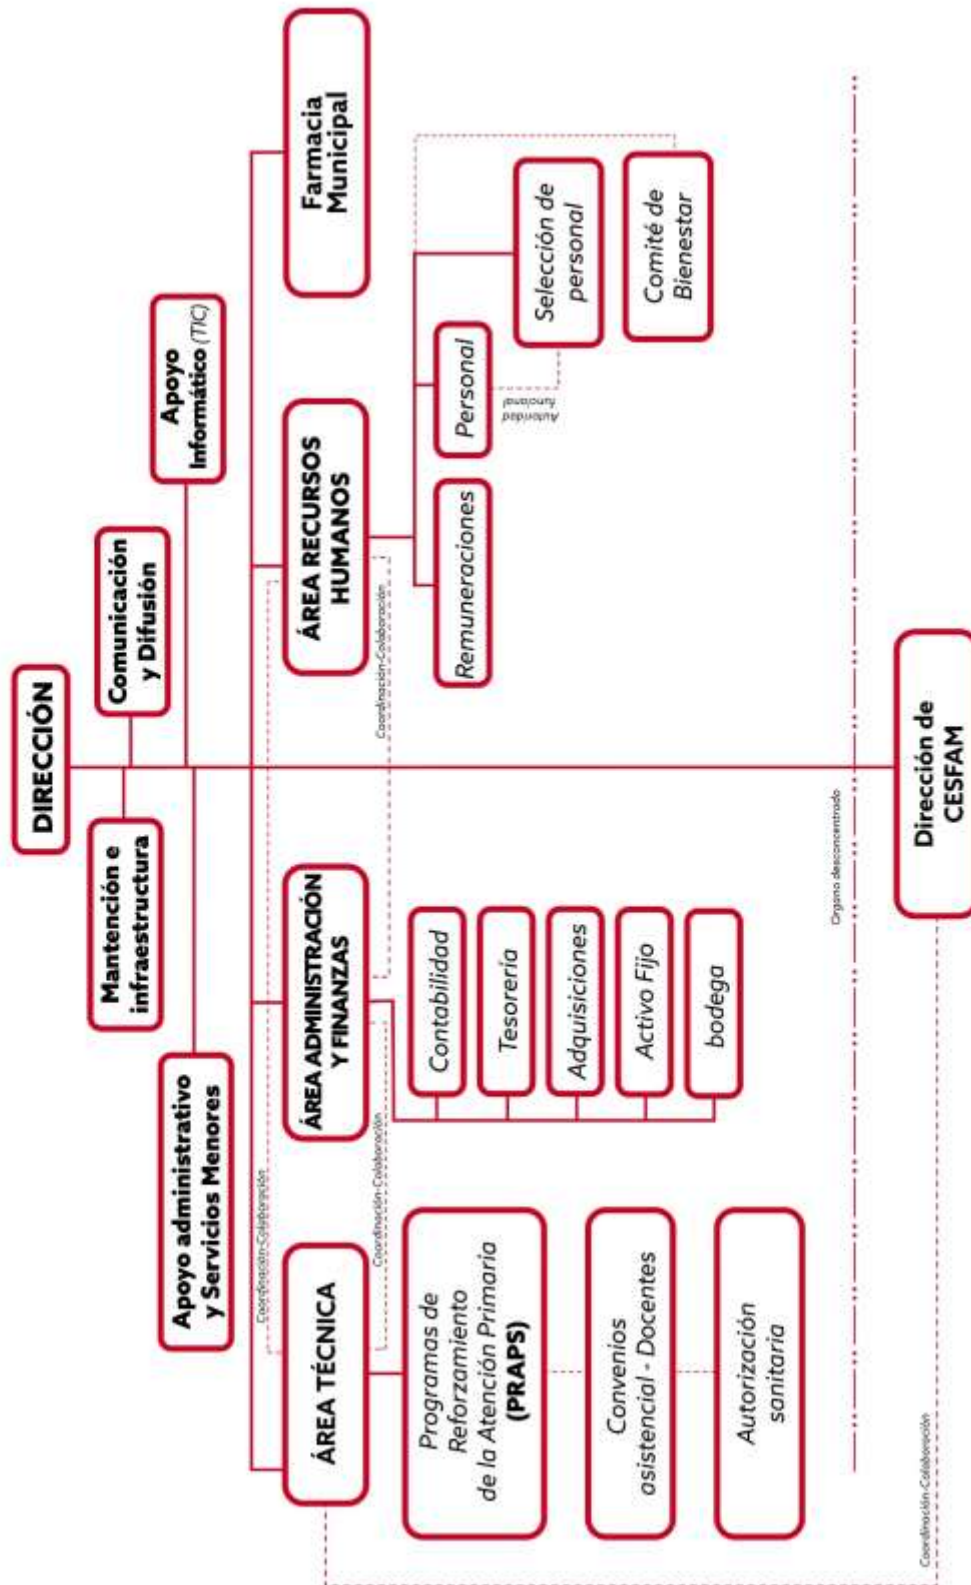 DIRECCIÓN
Mantención e
infraestructura
Comunicación
y Difusión
Apoyo administrativo
y Servicios Menores
Apoyo
Informático (TIC)
Coordinación-Colaboración
ÁREA TÉCNICA
ÁREA ADMINISTRACIÓN
Y FINANZAS
ÁREA RECURSOS
HUMANOS
Farmacia
Municipal
Coordinación-Colaboración
Coordinación-Colaboración
Programas de
Reforzamiento
de la Atención Primaria
(PRAPS)
Convenios
asistencial - Docentes
Autorización
sanitaria
Contabilidad
Tesorería
Adquisiciones
Activo Fijo
bodega
Remuneraciones
Personal
Autoridad
funcional
Selección de
personal
Comité de
Bienestar
Organo desconcentrado
Coordinación-Colaboración
Dirección de
CESFAM